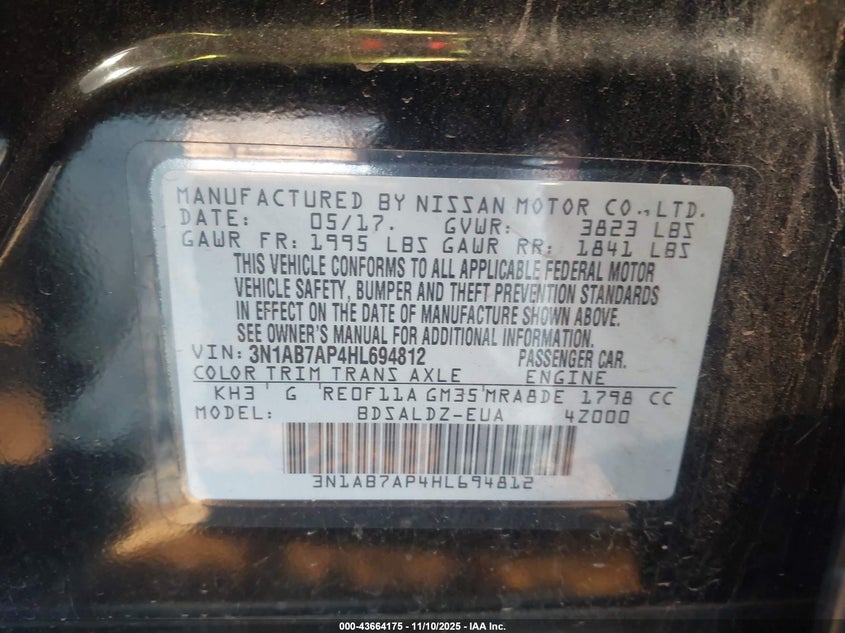 MANUFACTURED BY NISSAN MOTOR CO.,LTD.
DATE: 05/17. GVWR: 3823 LBS
GAWR FR: 1995 LBS GAWR RR: 1841 LBS
THIS VEHICLE CONFORMS TO ALL APPLICABLE FEDERAL MOTOR
VEHICLE SAFETY, BUMPER AND THEFT PREVENTION STANDARDS
IN EFFECT ON THE DATE OF MANUFACTURE SHOWN ABOVE.
SEE OWNER'S MANUAL FOR ADDITIONAL INFORMATION.
VIN: 3N1AB7AP4HL694812 PASSENGER CAR.
COLOR TRIM TRANS AXLE ENGINE
KH3 G RE0F11A GM35 MRA8DE 1798 CC
MODEL: BDSALDZ-EUA 4Z000
3N1AB7AP4HL694812
000-43664175 — 11/10/2025 - IAA Inc.